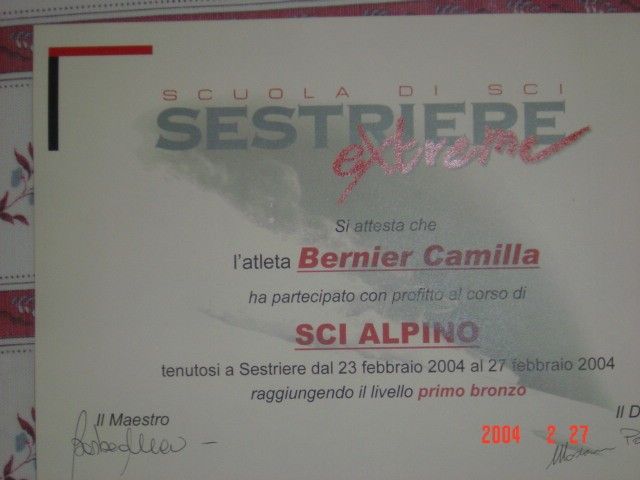 SCUOLA DI SCI
SESTRIERE
extreme
Si attesta che
l'atleta Bernier Camilla
ha partecipato con profitto al corso di
SCI ALPINO
tenutosi a Sestriere dal 23 febbraio 2004 al 27 febbraio 2004
raggiungendo il livello primo bronzo
Il Maestro
Il D
2004 2 27